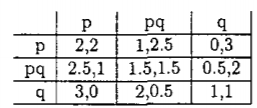 p pq q
p 2,2 1,2.5 0,3
pq 2.5,1 1.5,1.5 0.5,2
q 3,0 2,0.5 1,1